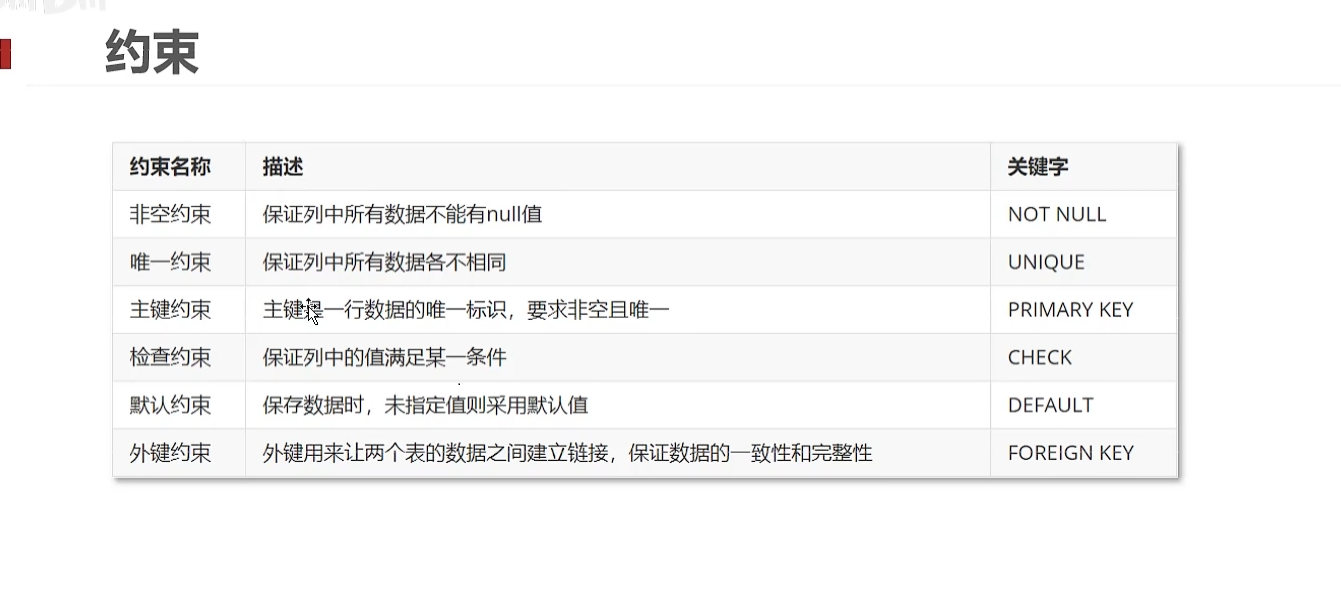 约束
约束名称 描述 关键字
非空约束 保证列中所有数据不能有null值 NOT NULL
唯一约束 保证列中所有数据各不相同 UNIQUE
主键约束 主键是一行数据的唯一标识，要求非空且唯一 PRIMARY KEY
检查约束 保证列中的值满足某一条件 CHECK
默认约束 保存数据时，未指定值则采用默认值 DEFAULT
外键约束 外键用来让两个表的数据之间建立链接，保证数据的一致性和完整性 FOREIGN KEY